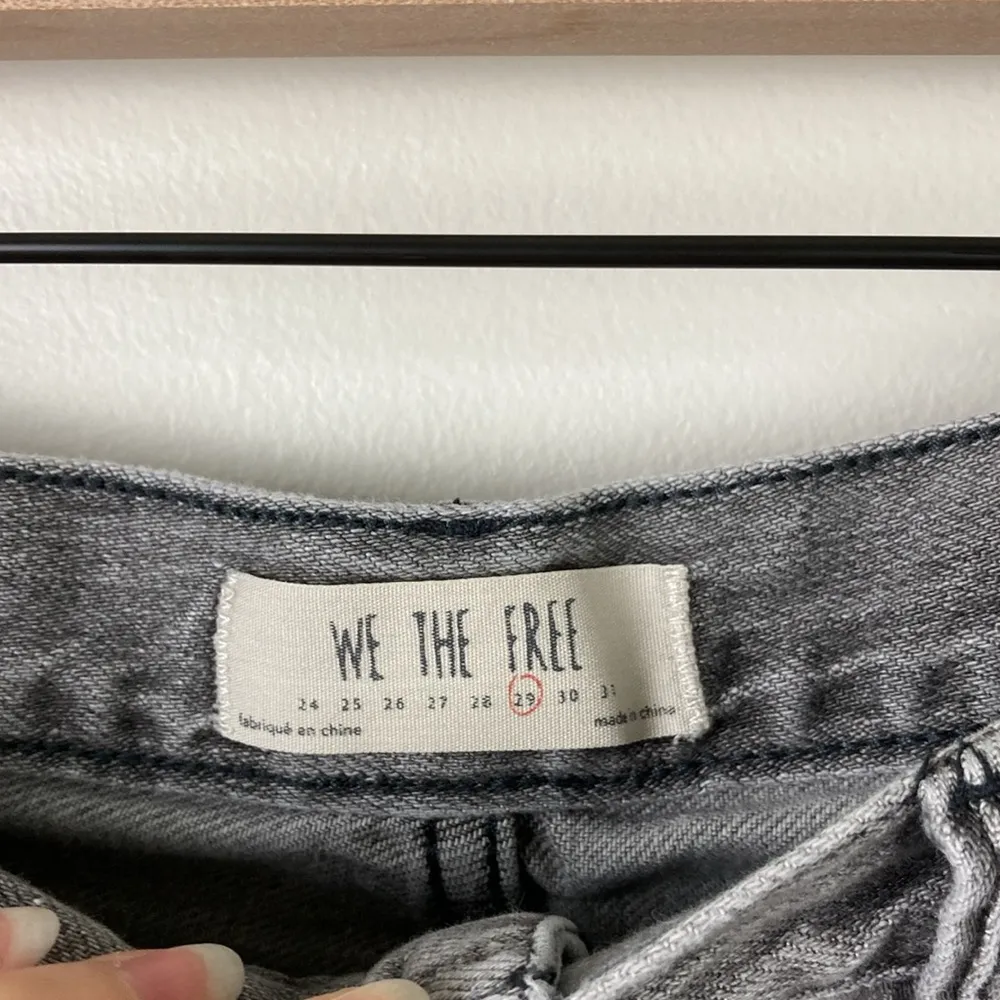 WE THE FREE
24 25 26 27 28 29 30 31
fabriqué en chine
made in china